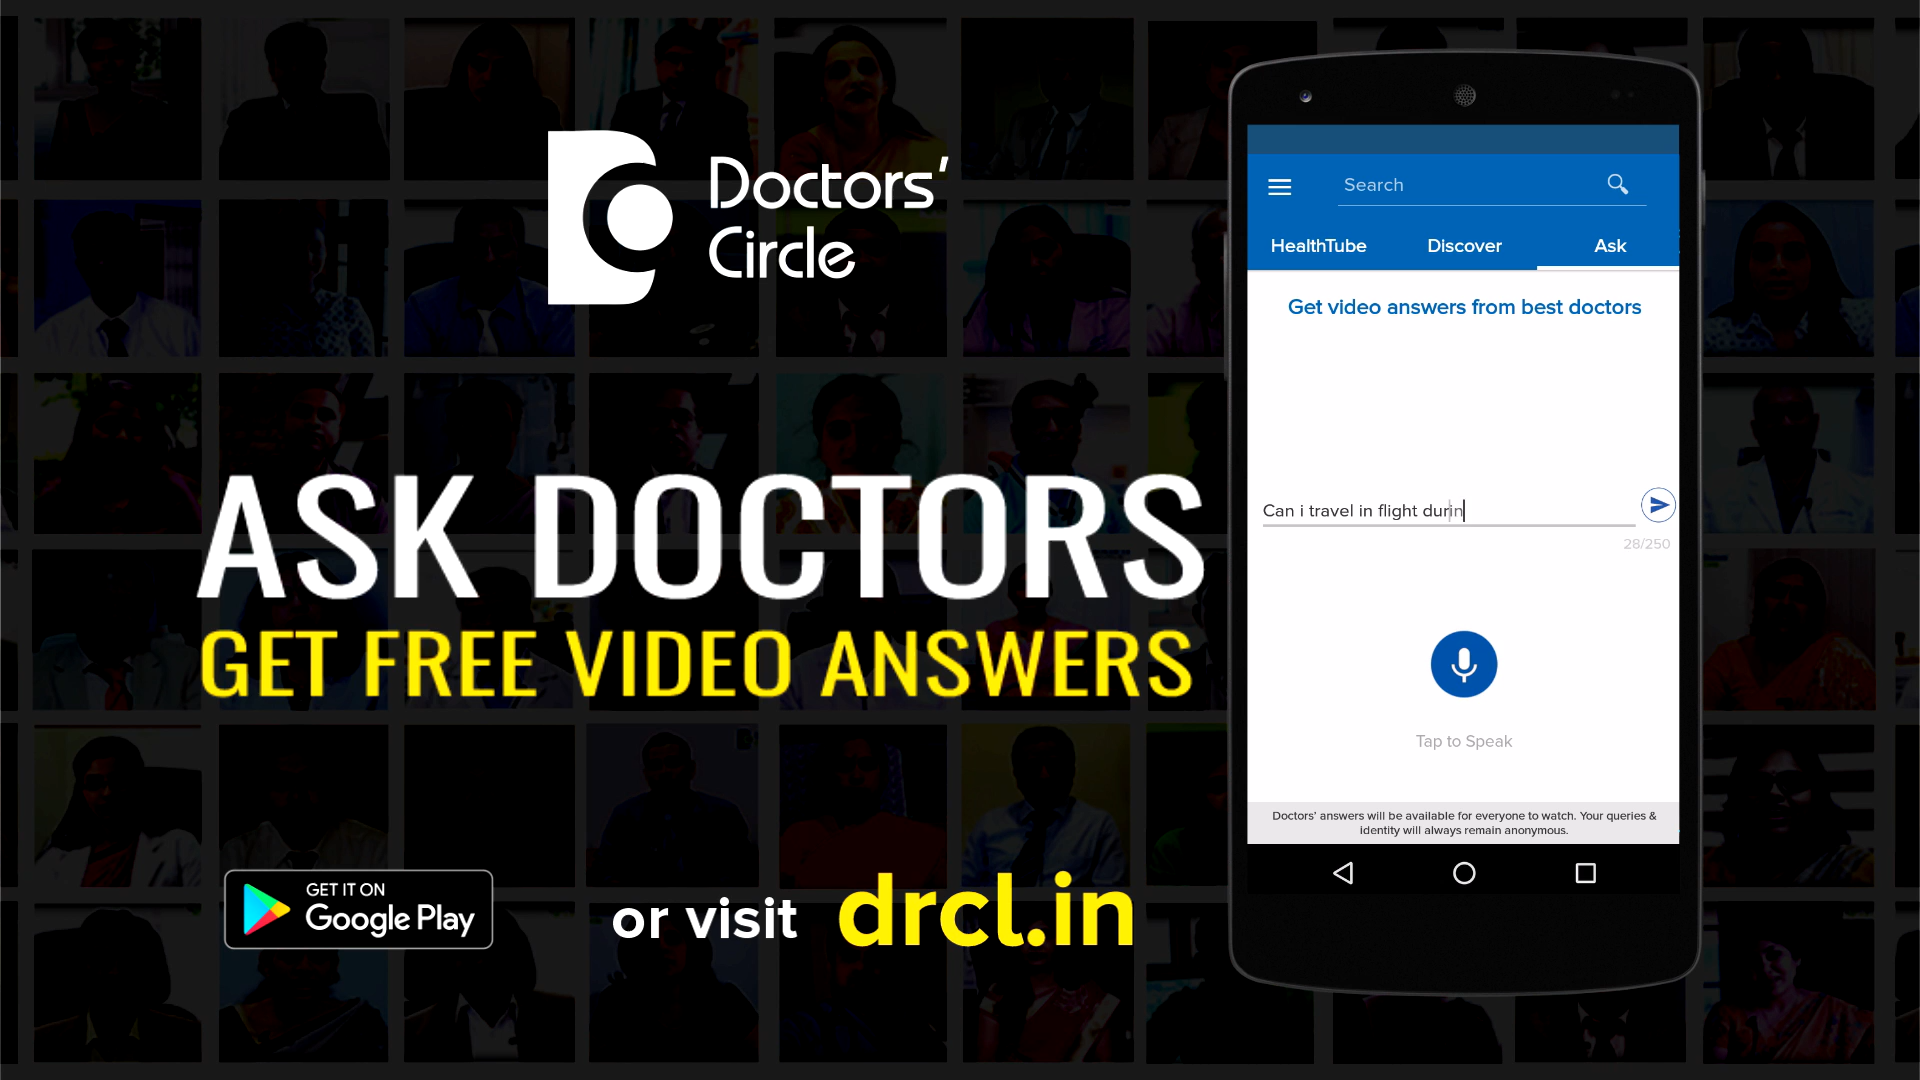 Doctors'
Circle
ASK DOCTORS
GET FREE VIDEO ANSWERS
GET IT ON
Google Play
or visit drcl.in
Search
HealthTube Discover Ask
Get video answers from best doctors
Can i travel in flight durin
28/250
Tap to Speak
Doctors' answers will be available for everyone to watch. Your queries &
identity will always remain anonymous.